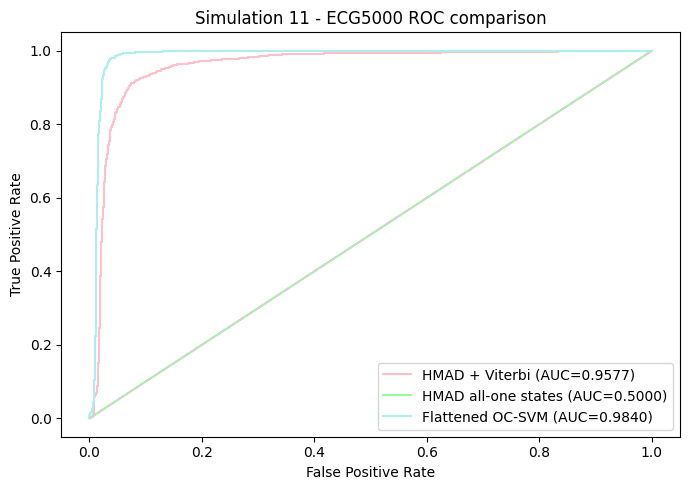 Simulation 11 - ECG5000 ROC comparison
True Positive Rate
1.0
0.8
0.6
0.4
0.2
0.0
HMAD + Viterbi (AUC=0.9577)
HMAD all-one states (AUC=0.5000)
Flattened OC-SVM (AUC=0.9840)
0.0 0.2 0.4 0.6 0.8 1.0
False Positive Rate